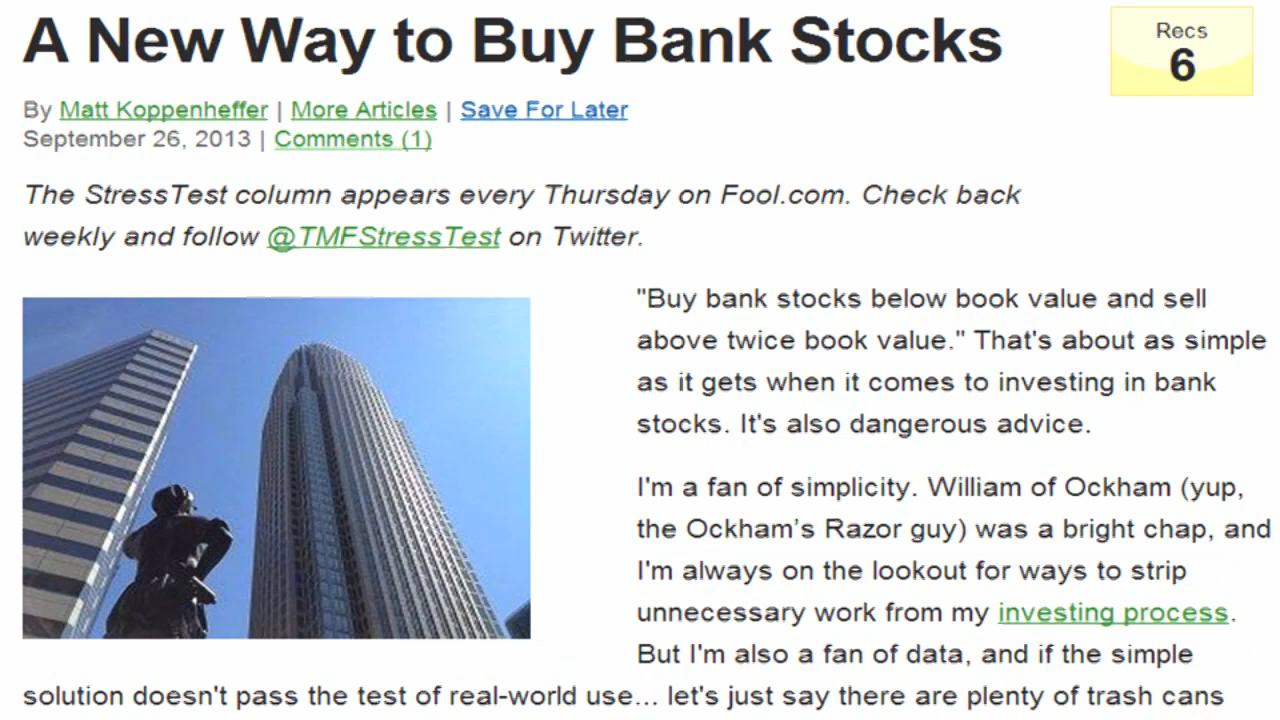 A New Way to Buy Bank Stocks
Recs
6
By Matt Koppenheffer | More Articles | Save For Later
September 26, 2013 | Comments (1)
The StressTest column appears every Thursday on Fool.com. Check back
weekly and follow @TMFStressTest on Twitter.
"Buy bank stocks below book value and sell
above twice book value." That's about as simple
as it gets when it comes to investing in bank
stocks. It's also dangerous advice.
I'm a fan of simplicity. William of Ockham (yup,
the Ockham’s Razor guy) was a bright chap, and
I'm always on the lookout for ways to strip
unnecessary work from my investing process.
But I'm also a fan of data, and if the simple
solution doesn't pass the test of real-world use... let's just say there are plenty of trash cans